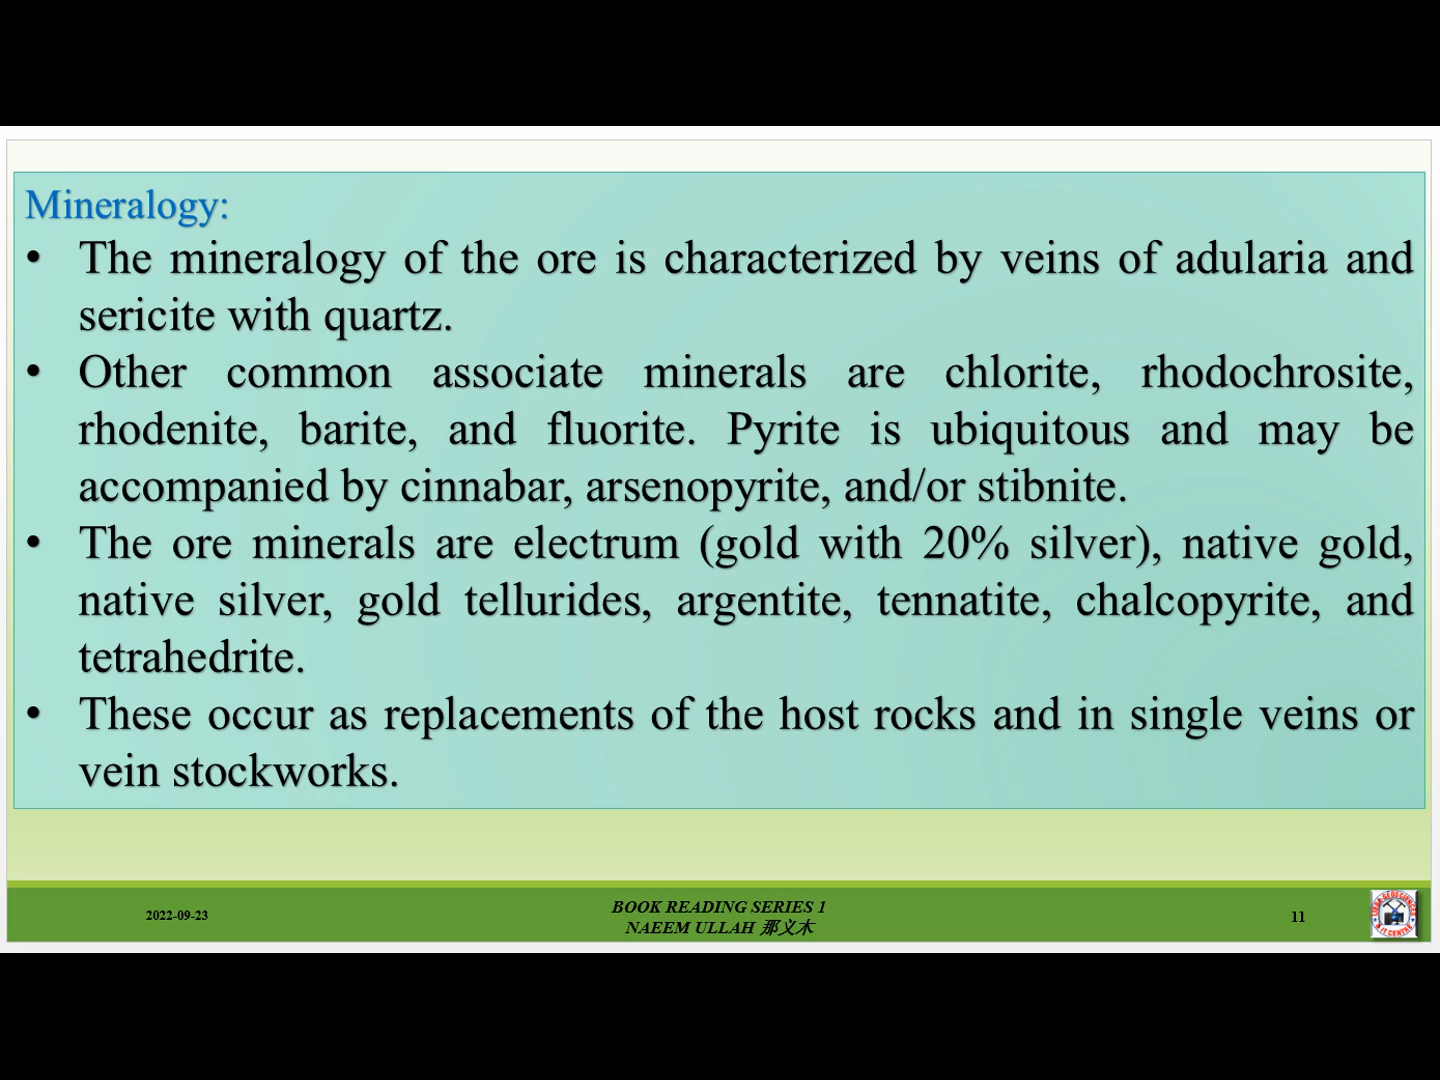 Mineralogy:
• The mineralogy of the ore is characterized by veins of adularia and
sericite with quartz.
• Other common associate minerals are chlorite, rhodochrosite,
rhodenite, barite, and fluorite. Pyrite is ubiquitous and may be
accompanied by cinnabar, arsenopyrite, and/or stibnite.
• The ore minerals are electrum (gold with 20% silver), native gold,
native silver, gold tellurides, argentite, tennatite, chalcopyrite, and
tetrahedrite.
• These occur as replacements of the host rocks and in single veins or
vein stockworks.
2022-09-23
BOOK READING SERIES 1
NAEEM ULLAH 那义木
11